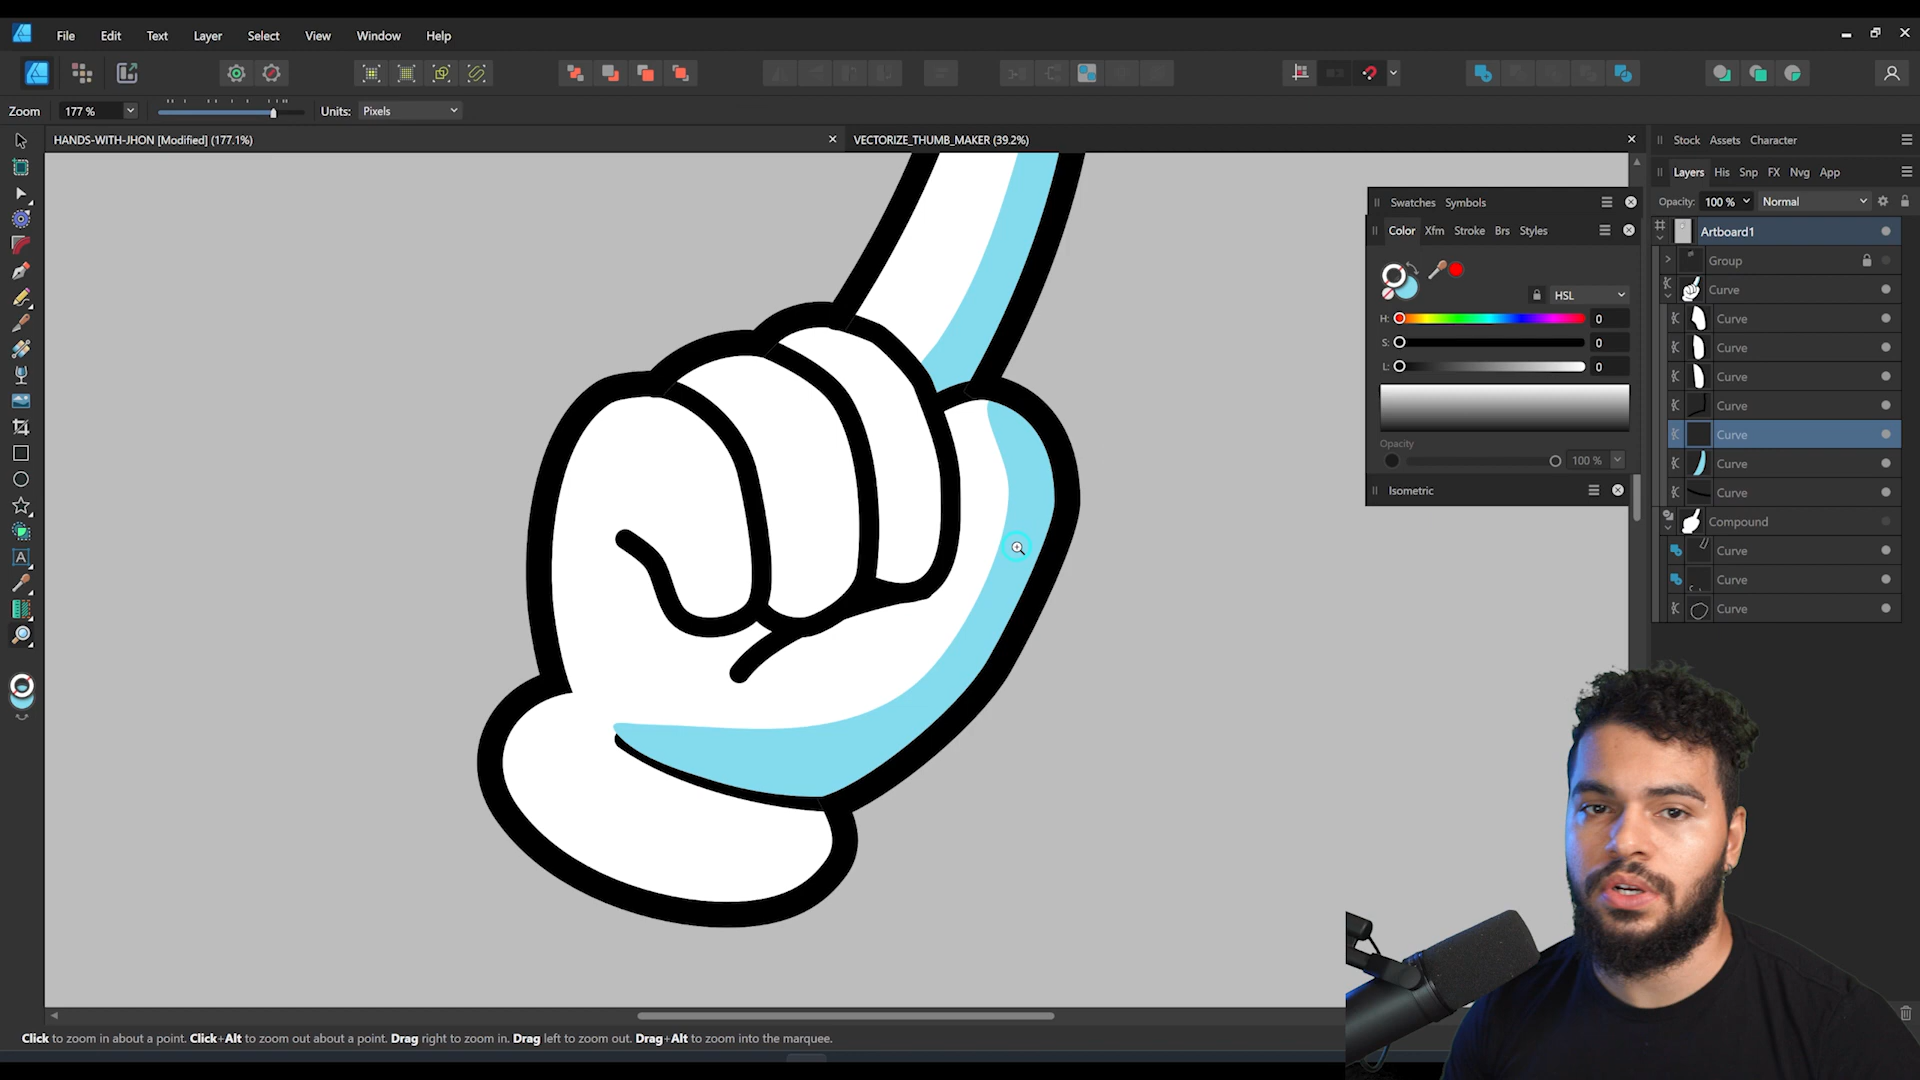 File Edit Text Layer Select View Window Help
Zoom 177 % Units: Pixels
HANDS-WITH-JHON [Modified] (177.1%)
VECTORIZE_THUMB_MAKER (39.2%)
Stock Assets Character
Layers His Snp FX Nvg App
Opacity: 100 % Normal
Swatches Symbols
Color Xfm Stroke Brs Styles
HSL
H: 0
S: 0
L: 0
Opacity
100 %
Isometric
Artboard1
Group
Curve
Curve
Curve
Curve
Curve
Curve
Curve
Curve
Compound
Curve
Curve
Curve
A
Click to zoom in about a point. Click+Alt to zoom out about a point. Drag right to zoom in. Drag left to zoom out. Drag+Alt to zoom into the marquee.